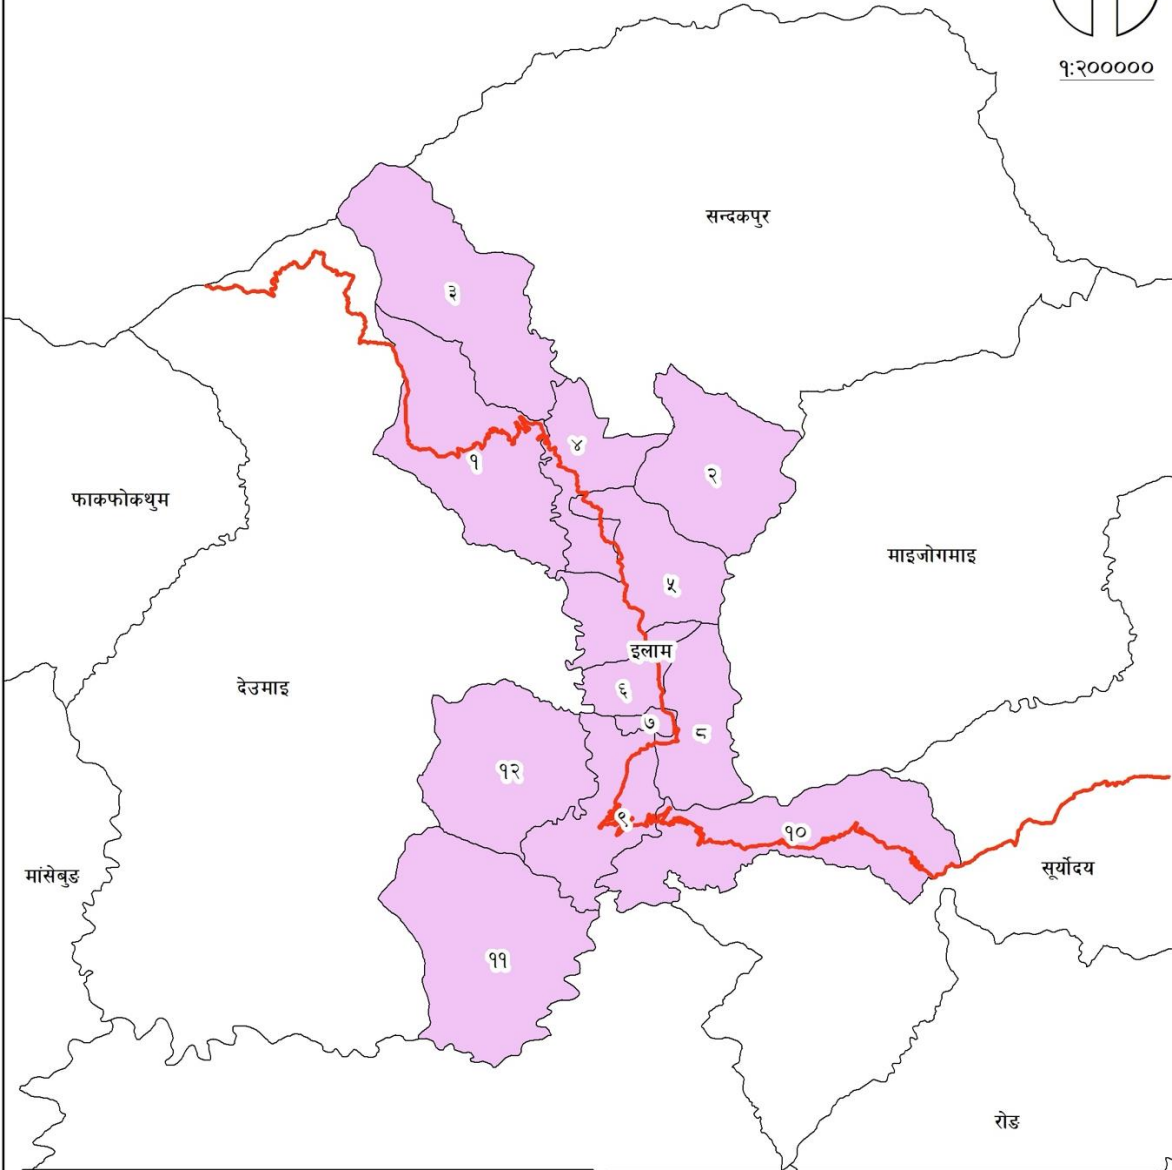 १:२०००००
सन्दकपुर
३
४
१
२
फाकफोकथुम
माइजोगमाइ
५
इलाम
देउमाइ
६
७
८
१२
९
१०
सूर्योदय
मांसेबुङ
११
रोङ